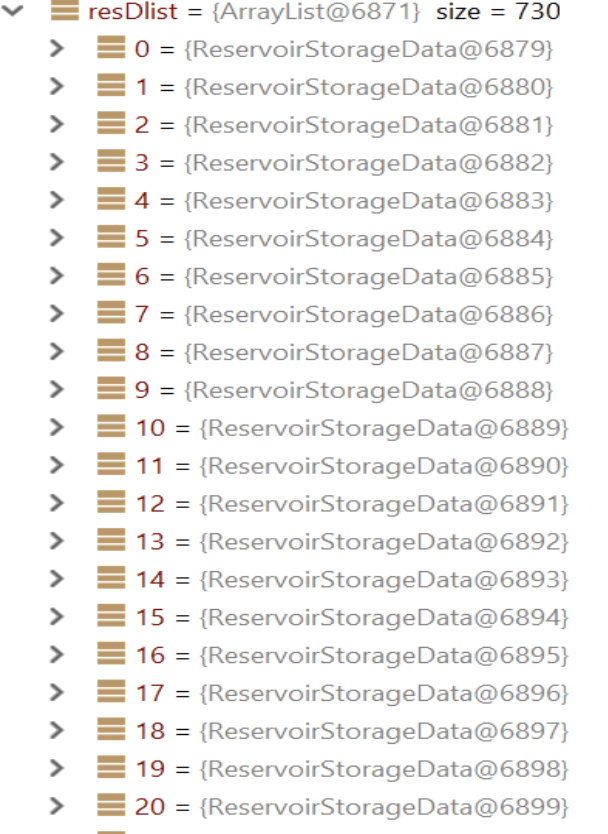 resDlist = {ArrayList@6871} size = 730
0 = {ReservoirStorageData@6879}
1 = {ReservoirStorageData@6880}
2 = {ReservoirStorageData@6881}
3 = {ReservoirStorageData@6882}
4 = {ReservoirStorageData@6883}
5 = {ReservoirStorageData@6884}
6 = {ReservoirStorageData@6885}
7 = {ReservoirStorageData@6886}
8 = {ReservoirStorageData@6887}
9 = {ReservoirStorageData@6888}
10 = {ReservoirStorageData@6889}
11 = {ReservoirStorageData@6890}
12 = {ReservoirStorageData@6891}
13 = {ReservoirStorageData@6892}
14 = {ReservoirStorageData@6893}
15 = {ReservoirStorageData@6894}
16 = {ReservoirStorageData@6895}
17 = {ReservoirStorageData@6896}
18 = {ReservoirStorageData@6897}
19 = {ReservoirStorageData@6898}
20 = {ReservoirStorageData@6899}